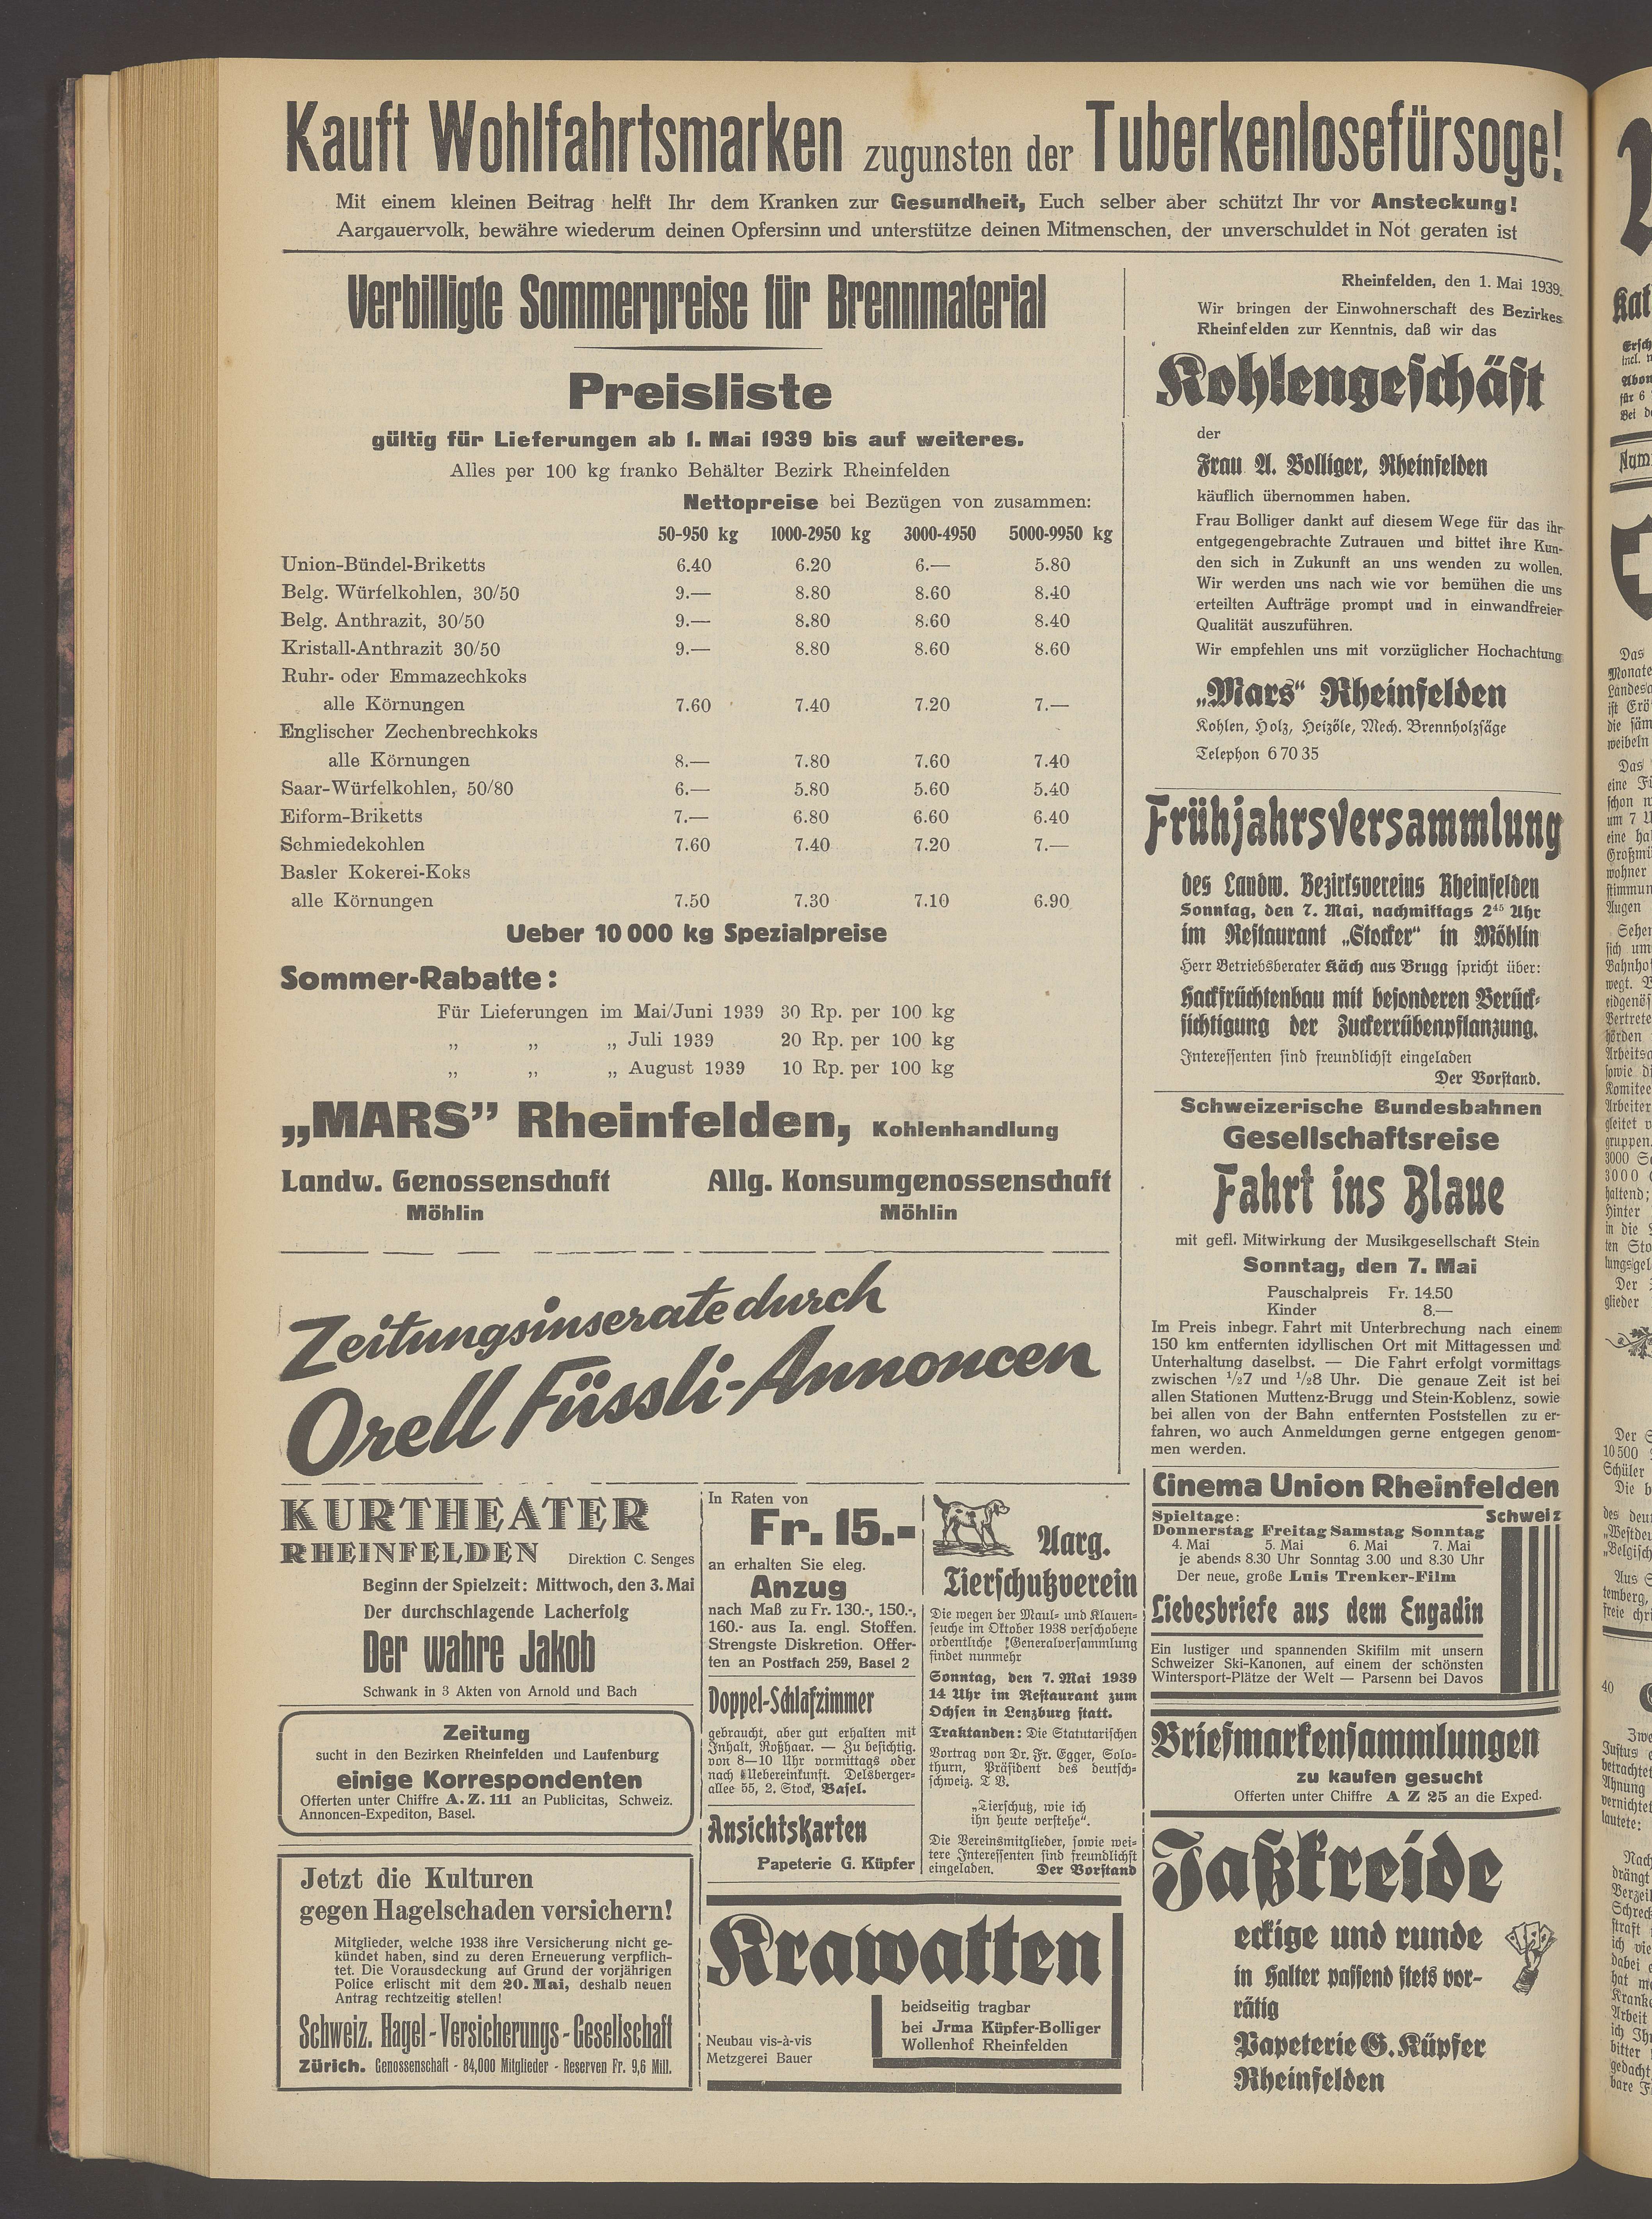 Kauft Wohlfahrtsmarken zugunsten der Tuberkenlosefürsoge!
Mit einem kleinen Beitrag helft Ihr dem Kranken zur Gesundheit, Euch selber aber schützt Ihr vor Ansteckung!
Aargauervolk, bewähre wiederum deinen Opfersinn und unterstütze deinen Mitmenschen, der unverschuldet in Not geraten ist
Verbilligte Sommerpreise für Brennmaterial
Preisliste
gültig für Lieferungen ab 1. Mai 1939 bis auf weiteres.
Alles per 100 kg franko Behälter Bezirk Rheinfelden
Nettopreise bei Bezügen von zusammen:
50-950 kg 1000-2950 kg 3000-4950 5000-9950 kg
Union-Bündel-Briketts 6.40 6.20 6.— 5.80
Belg. Würfelkohlen, 30/50 9.— 8.80 8.60 8.40
Belg. Anthrazit, 30/50 9.— 8.80 8.60 8.40
Kristall-Anthrazit 30/50 9.— 8.80 8.60 8.60
Ruhr- oder Emmazechkoks
alle Körnungen 7.60 7.40 7.20 7.—
Englischer Zechenbrechkoks
alle Körnungen 8.— 7.80 7.60 7.40
Saar-Würfelkohlen, 50/80 6.— 5.80 5.60 5.40
Eiform-Briketts 7.— 6.80 6.60 6.40
Schmiedekohlen 7.60 7.40 7.20 7.—
Basler Kokerei-Koks
alle Körnungen 7.50 7.30 7.10 6.90
Ueber 10 000 kg Spezialpreise
Sommer-Rabatte:
Für Lieferungen im Mai/Juni 1939 30 Rp. per 100 kg
„ „ „ Juli 1939 20 Rp. per 100 kg
„ „ „ August 1939 10 Rp. per 100 kg
„MARS” Rheinfelden, Kohlenhandlung
Landw. Genossenschaft Allg. Konsumgenossenschaft
Möhlin Möhlin
Zeitungsinserate durch
Orell Füssli-Annoncen
Rheinfelden, den 1. Mai 1939.
Wir bringen der Einwohnerschaft des Bezirkes
Rheinfelden zur Kenntnis, daß wir das
Kohlengeschäft
der
Frau A. Bolliger, Rheinfelden
käuflich übernommen haben.
Frau Bolliger dankt auf diesem Wege für das ihr
entgegengebrachte Zutrauen und bittet ihre Kun-
den sich in Zukunft an uns wenden zu wollen.
Wir werden uns nach wie vor bemühen die uns
erteilten Aufträge prompt und in einwandfreier
Qualität auszuführen.
Wir empfehlen uns mit vorzüglicher Hochachtung
„Mars“ Rheinfelden
Kohlen, Holz, Heizöle, Mech. Brennholzsäge
Telephon 6 70 35
Frühjahrsversammlung
des Landw. Bezirksvereins Rheinfelden
Sonntag, den 7. Mai, nachmittags 2⁴⁵ Uhr
im Restaurant „Stocker“ in Möhlin
Herr Betriebsberater Käch aus Brugg spricht über:
Hackfrüchtenbau mit besonderen Berück-
sichtigung der Zuckerrübenpflanzung.
Interessenten sind freundlichst eingeladen
Der Vorstand.
Schweizerische Bundesbahnen
Gesellschaftsreise
Fahrt ins Blaue
mit gefl. Mitwirkung der Musikgesellschaft Stein
Sonntag, den 7. Mai
Pauschalpreis Fr. 14.50
Kinder 8.—
Im Preis inbegr. Fahrt mit Unterbrechung nach einem
150 km entfernten idyllischen Ort mit Mittagessen und
Unterhaltung daselbst. — Die Fahrt erfolgt vormittags
zwischen ½7 und ½8 Uhr. Die genaue Zeit ist bei
allen Stationen Muttenz-Brugg und Stein-Koblenz, sowie
bei allen von der Bahn entfernten Poststellen zu er-
fahren, wo auch Anmeldungen gerne entgegen genom-
men werden.
KURTHEATER
RHEINFELDEN Direktion C. Senges
Beginn der Spielzeit: Mittwoch, den 3. Mai
Der durchschlagende Lacherfolg
Der wahre Jakob
Schwank in 3 Akten von Arnold und Bach
Zeitung
sucht in den Bezirken Rheinfelden und Laufenburg
einige Korrespondenten
Offerten unter Chiffre A. Z. 111 an Publicitas, Schweiz.
Annoncen-Expediton, Basel.
Jetzt die Kulturen
gegen Hagelschaden versichern!
Mitglieder, welche 1938 ihre Versicherung nicht ge-
kündet haben, sind zu deren Erneuerung verpflich-
tet. Die Vorausdeckung auf Grund der vorjährigen
Police erlischt mit dem 20. Mai, deshalb neuen
Antrag rechtzeitig stellen!
Schweiz. Hagel-Versicherungs-Gesellschaft
Zürich. Genossenschaft - 84,000 Mitglieder - Reserven Fr. 9,6 Mill.
In Raten von
Fr. 15.-
an erhalten Sie eleg.
Anzug
nach Maß zu Fr. 130.-, 150.-,
160.- aus Ia. engl. Stoffen.
Strengste Diskretion. Offer-
ten an Postfach 259, Basel 2
Doppel-Schlafzimmer
gebraucht, aber gut erhalten mit
Inhalt, Roßhaar. — Zu besichtig.
von 8—10 Uhr vormittags oder
nach Uebereinkunft. Delsberger-
allee 55, 2. Stock, Basel.
Ansichtskarten
Papeterie G. Küpfer
Aarg.
Tierschutzverein
Die wegen der Maul- und Klauen-
seuche im Oktober 1938 verschobene
ordentliche Generalversammlung
findet nunmehr
Sonntag, den 7. Mai 1939
14 Uhr im Restaurant zum
Ochsen in Lenzburg statt.
Traktanden: Die Statutarischen
Vortrag von Dr. Fr. Egger, Solo-
thurn, Präsident des deutsch-
schweiz. T V.
„Tierschutz, wie ich
ihn heute verstehe“.
Die Vereinsmitglieder, sowie wei-
tere Interessenten sind freundlichst
eingeladen. Der Vorstand
Krawatten
beidseitig tragbar
bei Jrma Küpfer-Bolliger
Wollenhof Rheinfelden
Neubau vis-à-vis
Metzgerei Bauer
Cinema Union Rheinfelden
Schweiz
Spieltage:
Donnerstag Freitag Samstag Sonntag
4. Mai 5. Mai 6. Mai 7. Mai
je abends 8.30 Uhr Sonntag 3.00 und 8.30 Uhr
Der neue, große Luis Trenker-Film
Liebesbriefe aus dem Engadin
Ein lustiger und spannenden Skifilm mit unsern
Schweizer Ski-Kanonen, auf einem der schönsten
Wintersport-Plätze der Welt — Parsenn bei Davos
Briefmarkensammlungen
zu kaufen gesucht
Offerten unter Chiffre A Z 25 an die Exped.
Jaßkreide
eckige und runde
in Halter passend stets vor-
rätig
Papeterie G. Küpfer
Rheinfelden